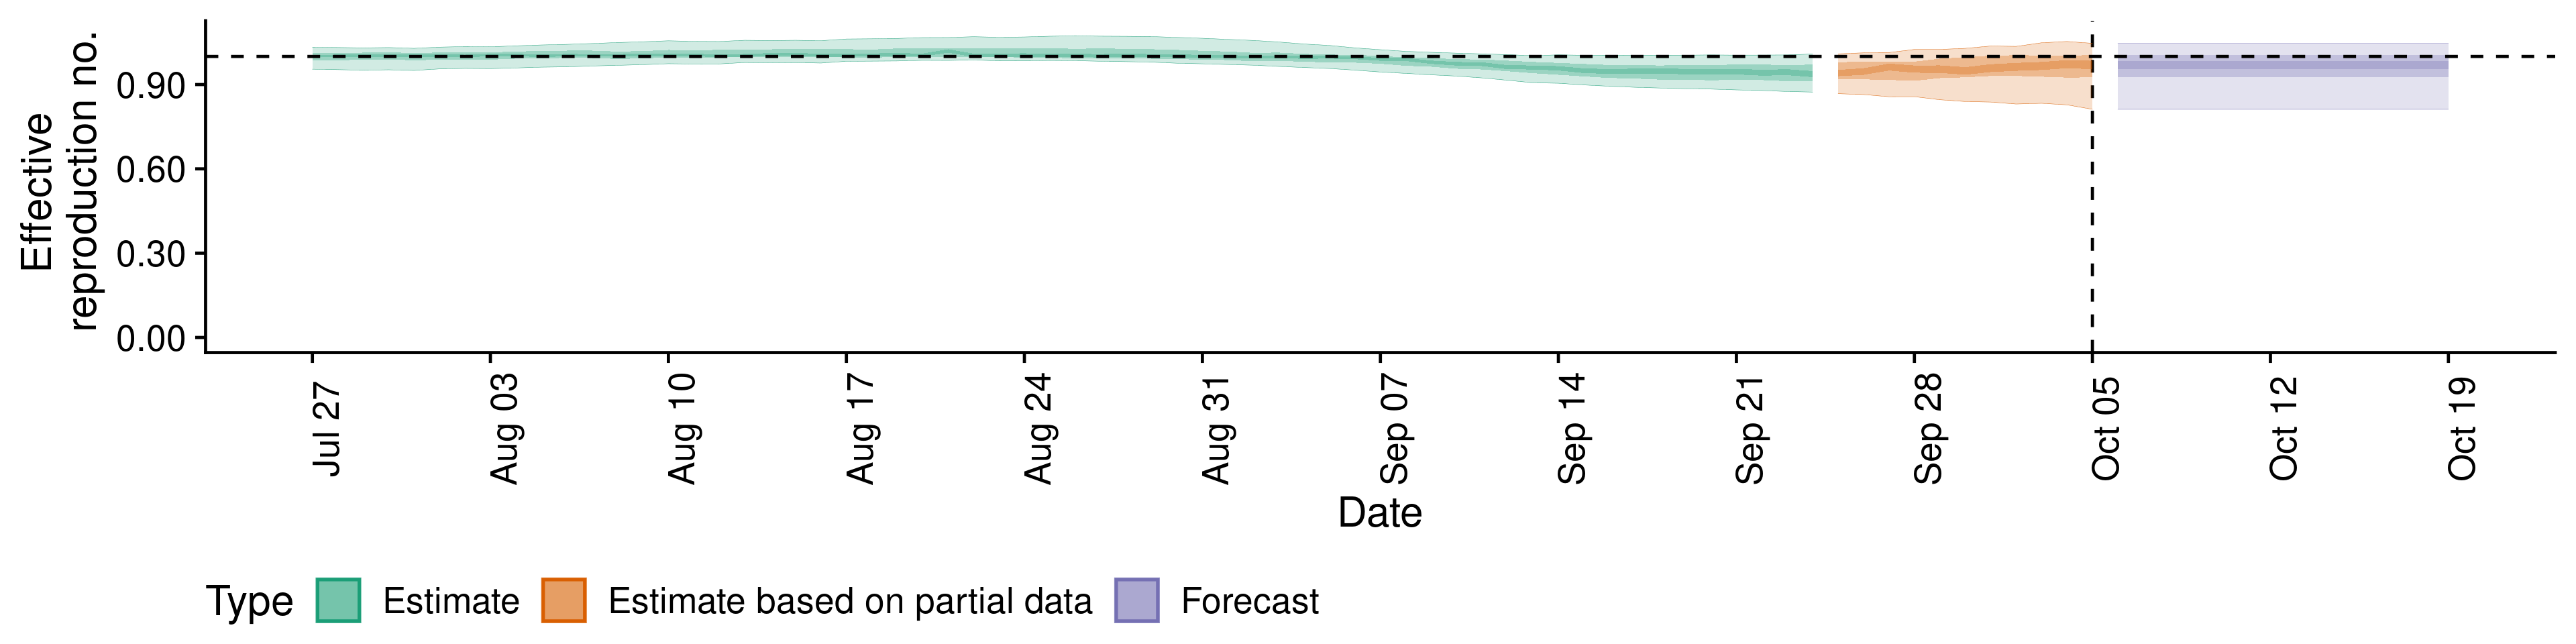 Effective
reproduction no.
0.90
0.60
0.30
0.00
Jul 27
Aug 03
Aug 10
Aug 17
Aug 24
Aug 31
Sep 07
Sep 14
Sep 21
Sep 28
Oct 05
Oct 12
Oct 19
Date
Type Estimate Estimate based on partial data Forecast